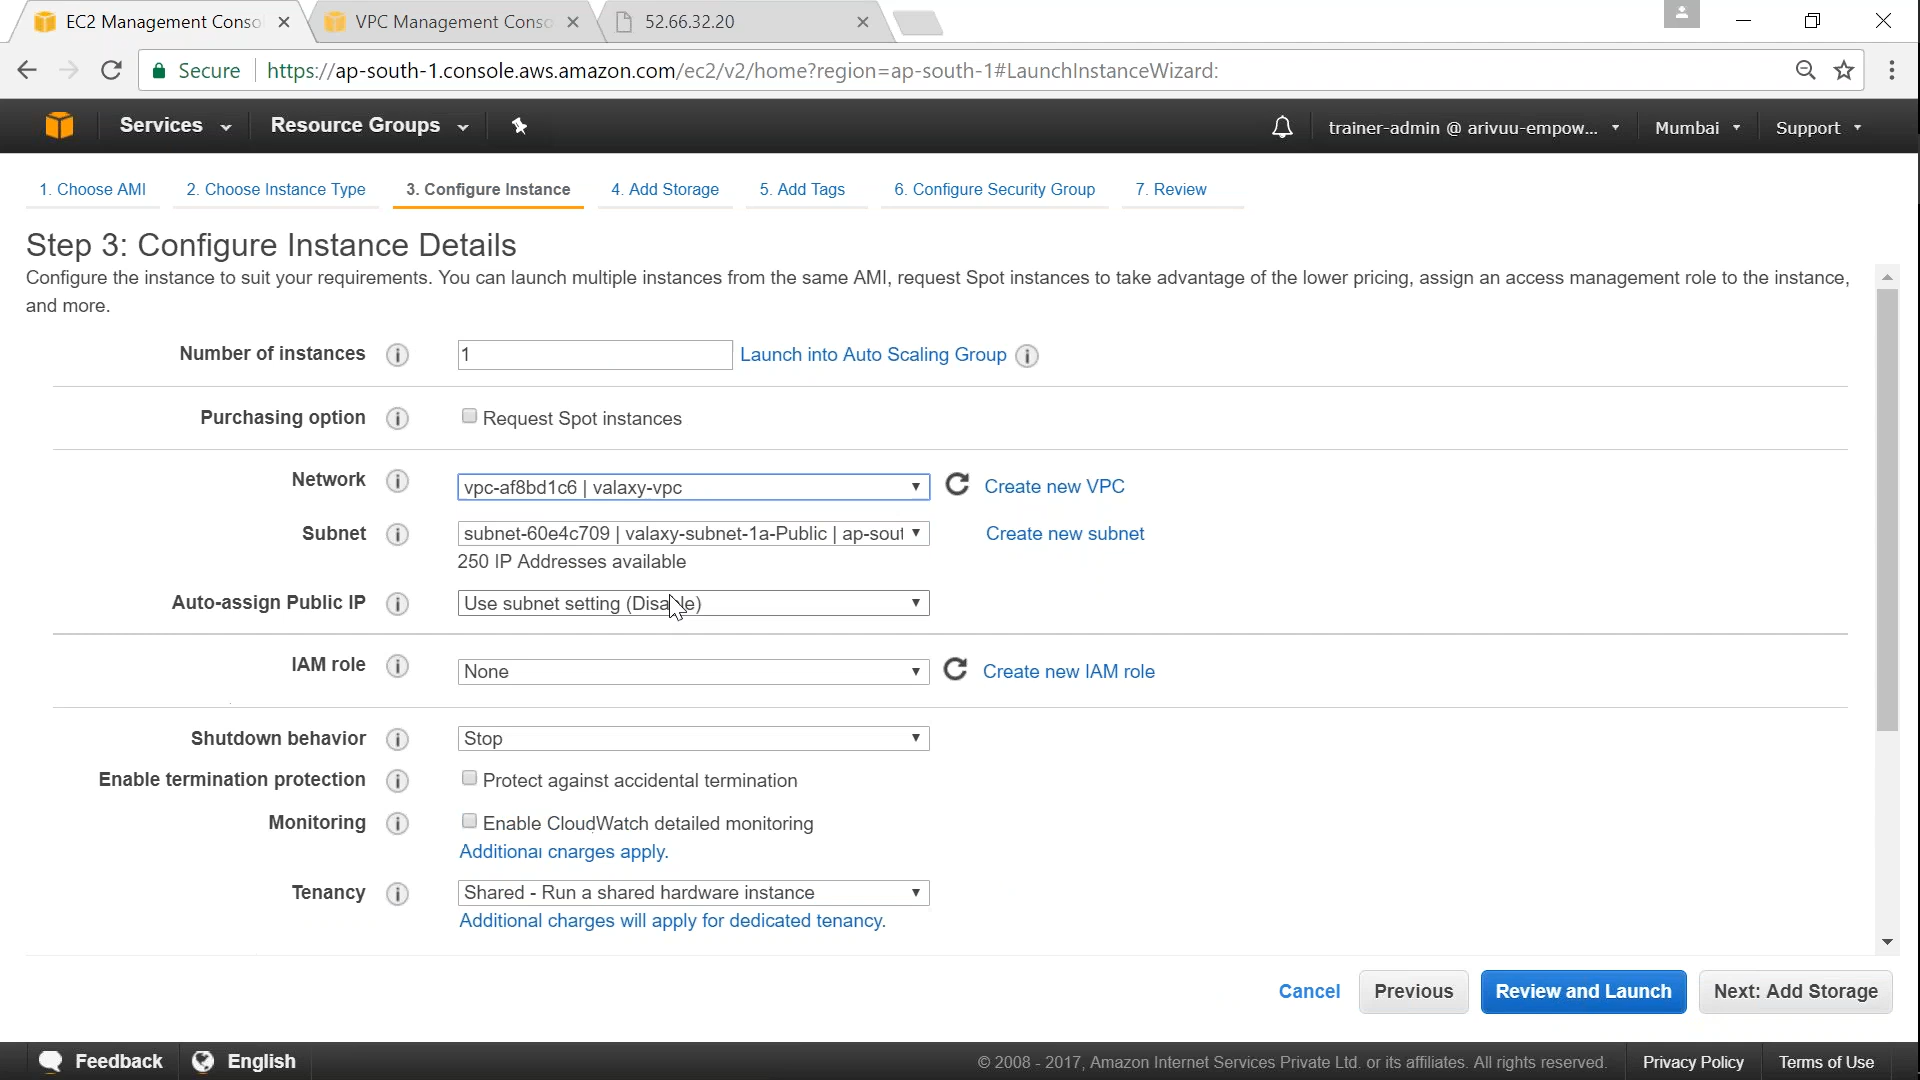 EC2 Management Conso
VPC Management Conso
52.66.32.20
Secure
https://ap-south-1.console.aws.amazon.com/ec2/v2/home?region=ap-south-1#LaunchInstanceWizard:
Services
Resource Groups
trainer-admin @ arivuu-empow...
Mumbai
Support
1. Choose AMI
2. Choose Instance Type
3. Configure Instance
4. Add Storage
5. Add Tags
6. Configure Security Group
7. Review
Step 3: Configure Instance Details
Configure the instance to suit your requirements. You can launch multiple instances from the same AMI, request Spot instances to take advantage of the lower pricing, assign an access management role to the instance,
and more.
Number of instances
1
Launch into Auto Scaling Group
Purchasing option
Request Spot instances
Network
vpc-af8bd1c6 | valaxy-vpc
Create new VPC
Subnet
subnet-60e4c709 | valaxy-subnet-1a-Public | ap-sout
Create new subnet
250 IP Addresses available
Auto-assign Public IP
Use subnet setting (Disable)
IAM role
None
Create new IAM role
Shutdown behavior
Stop
Enable termination protection
Protect against accidental termination
Monitoring
Enable CloudWatch detailed monitoring
Additional charges apply.
Tenancy
Shared - Run a shared hardware instance
Additional charges will apply for dedicated tenancy.
Cancel
Previous
Review and Launch
Next: Add Storage
Feedback
English
© 2008 - 2017, Amazon Internet Services Private Ltd. or its affiliates. All rights reserved.
Privacy Policy
Terms of Use